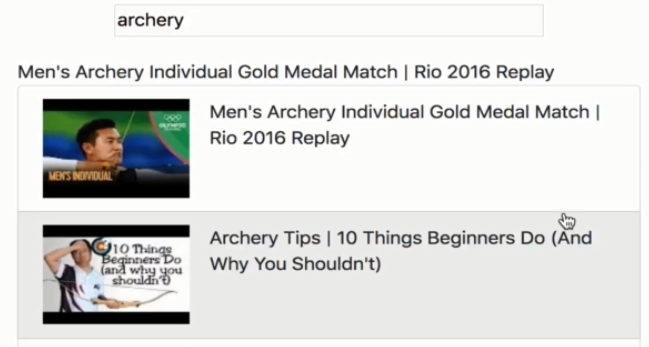 archery
Men's Archery Individual Gold Medal Match | Rio 2016 Replay
Men's Archery Individual Gold Medal Match |
Rio 2016 Replay
OLYMPIC
MEN'S INDIVIDUAL
Archery Tips | 10 Things Beginners Do (And
Why You Shouldn't)
10 Things
Beginners Do
(and why you
shouldn't)